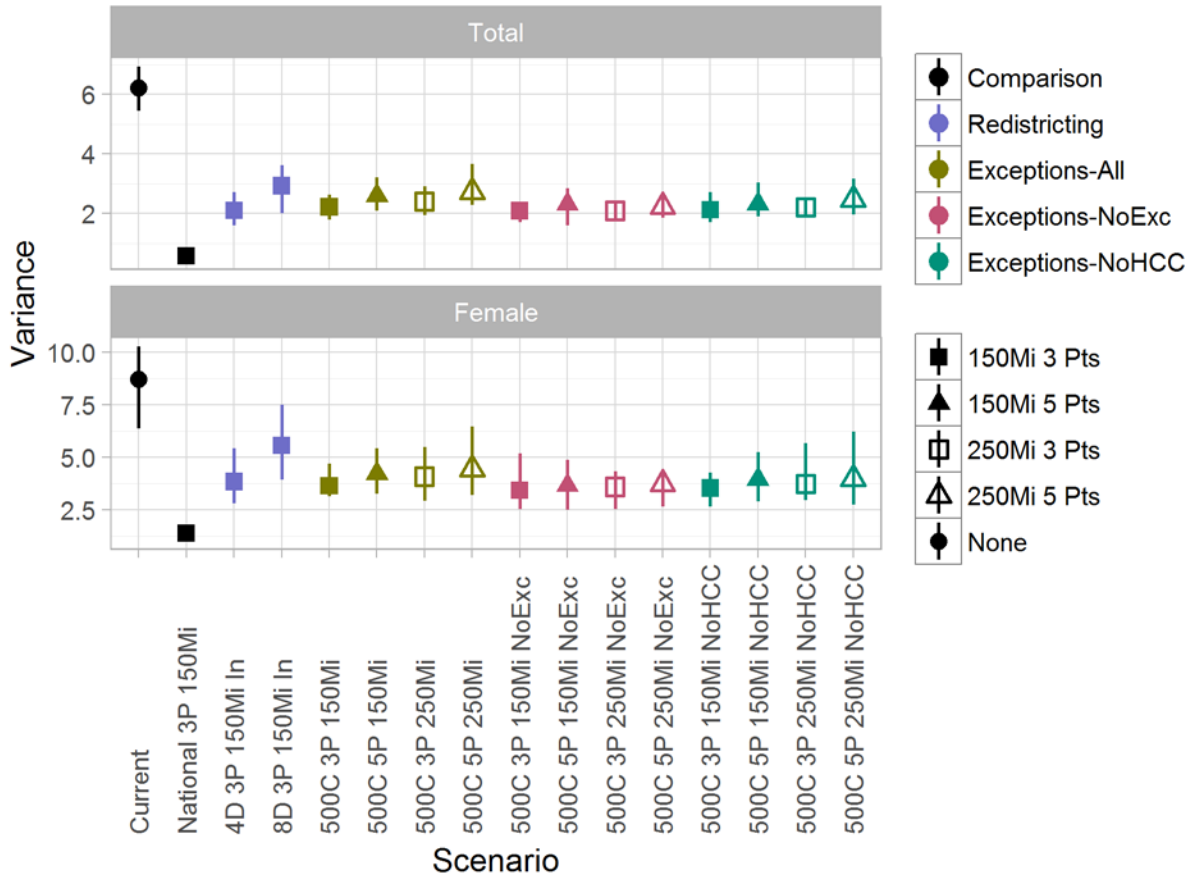 Total
6
4
2
Female
10.0
7.5
5.0
2.5
Variance
Current
National 3P 150Mi
4D 3P 150Mi In
8D 3P 150Mi In
500C 3P 150Mi
500C 5P 150Mi
500C 3P 250Mi
500C 5P 250Mi
500C 3P 150Mi NoExc
500C 5P 150Mi NoExc
500C 3P 250Mi NoExc
500C 5P 250Mi NoExc
500C 3P 150Mi NoHCC
500C 5P 150Mi NoHCC
500C 3P 250Mi NoHCC
500C 5P 250Mi NoHCC
Scenario
Comparison
Redistricting
Exceptions-All
Exceptions-NoExc
Exceptions-NoHCC
150Mi 3 Pts
150Mi 5 Pts
250Mi 3 Pts
250Mi 5 Pts
None